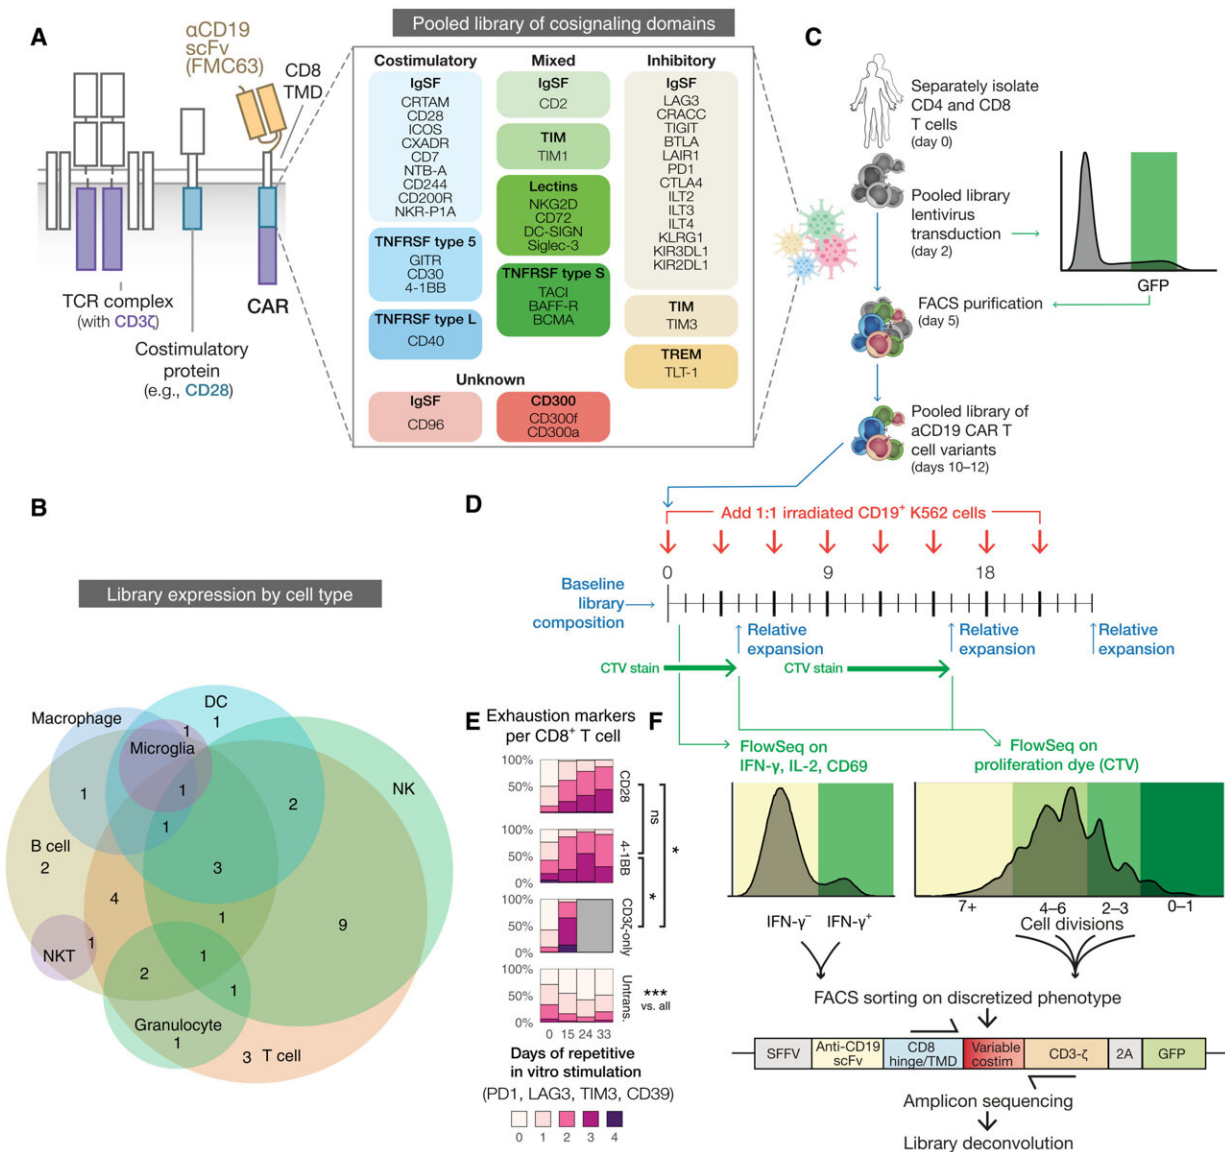 A
αCD19
scFv
(FMC63)
CD8
TMD
TCR complex
(with CD3ζ)
CAR
Costimulatory
protein
(e.g., CD28)
Pooled library of cosignaling domains
Costimulatory
IgSF
CRTAM
CD28
ICOS
CXADR
CD7
NTB-A
CD244
CD200R
NKR-P1A
TNFRSF type 5
GITR
CD30
4-1BB
TNFRSF type L
CD40
Mixed
IgSF
CD2
TIM
TIM1
Lectins
NKG2D
CD72
DC-SIGN
Siglec-3
TNFRSF type S
TACI
BAFF-R
BCMA
Inhibitory
IgSF
LAG3
CRACC
TIGIT
BTLA
LAIR1
PD1
CTLA4
ILT2
ILT3
ILT4
KLRG1
KIR3DL1
KIR2DL1
TIM
TIM3
TREM
TLT-1
Unknown
IgSF
CD96
CD300
CD300f
CD300a
C
Separately isolate
CD4 and CD8
T cells
(day 0)
Pooled library
lentivirus
transduction
(day 2)
GFP
FACS purification
(day 5)
Pooled library of
aCD19 CAR T
cell variants
(days 10–12)
B
Library expression by cell type
DC
1
Macrophage
1
Microglia
NK
1
1
2
1
B cell
2
3
4
1
9
NKT
1
1
2
1
Granulocyte
1
3 T cell
D
Add 1:1 irradiated CD19+ K562 cells
0 9 18
Baseline
library
composition
Relative
expansion
Relative
expansion
Relative
expansion
CTV stain
CTV stain
E
Exhaustion markers
per CD8+ T cell
100%
50%
CD28
100%
50%
0%
4-1BB
100%
50%
0%
CD3ζ-only
100%
50%
0%
Untrans.
ns
*
*
***
vs. all
0 15 24 33
Days of repetitive
in vitro stimulation
(PD1, LAG3, TIM3, CD39)
0 1 2 3 4
F
FlowSeq on
IFN-γ, IL-2, CD69
FlowSeq on
proliferation dye (CTV)
IFN-γ− IFN-γ+
7+ 4–6 2–3 0–1
Cell divisions
FACS sorting on discretized phenotype
SFFV
Anti-CD19
scFv
CD8
hinge/TMD
Variable
costim
CD3-ζ
2A
GFP
Amplicon sequencing
Library deconvolution